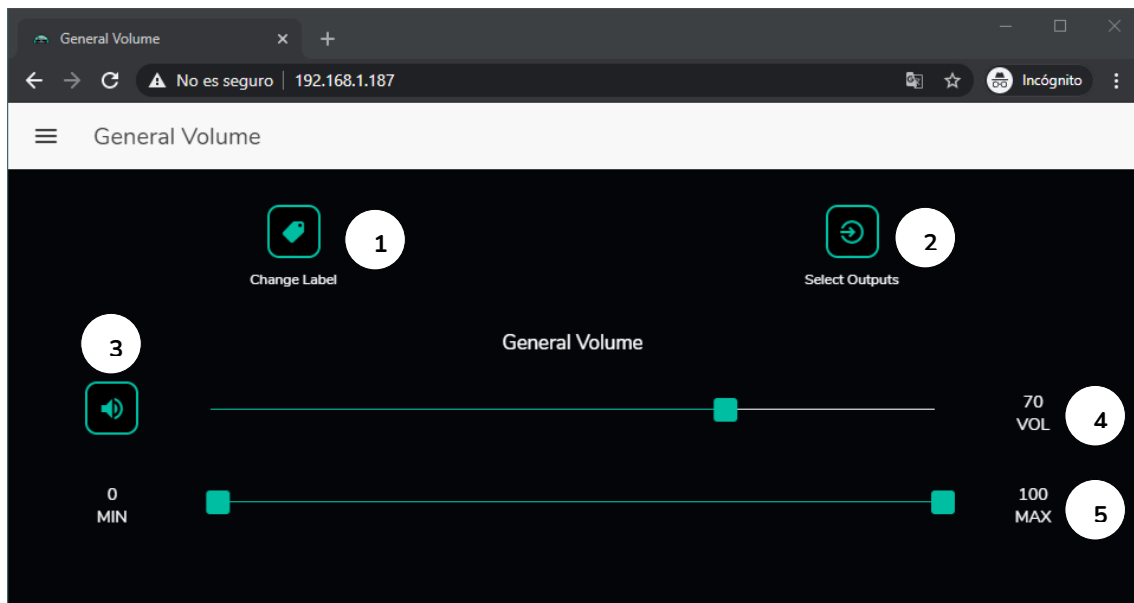 General Volume
No es seguro 192.168.1.187 Incógnito
General Volume
1
2
Change Label
Select Outputs
3
General Volume
70
VOL
4
0
MIN
100
MAX
5